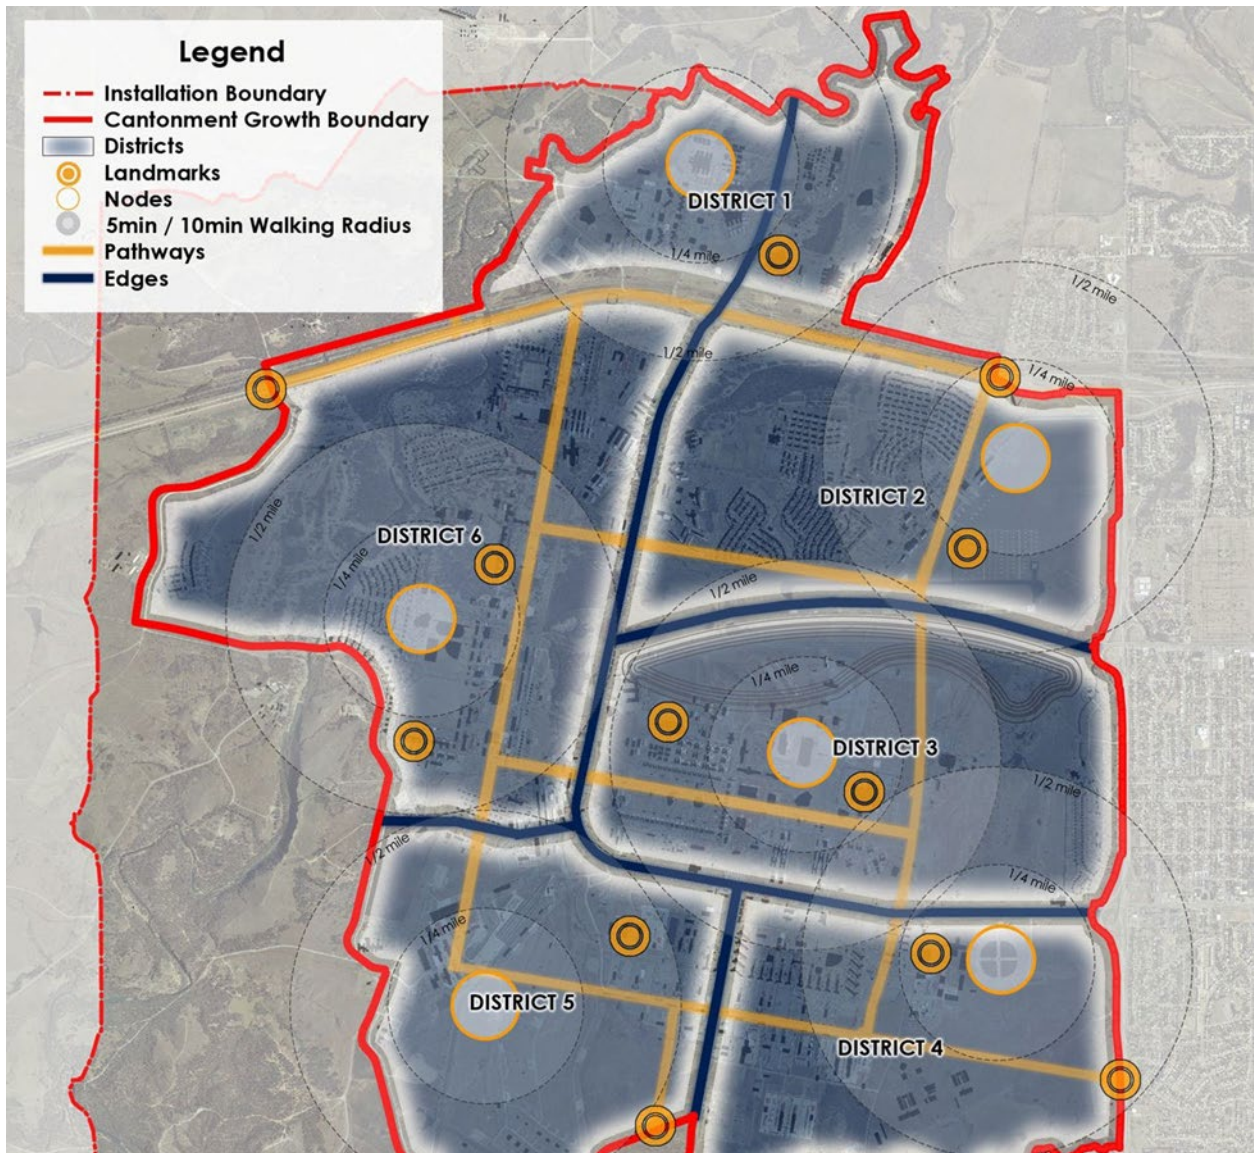 Legend
Installation Boundary
Cantonment Growth Boundary
Districts
Landmarks
Nodes
5min / 10min Walking Radius
Pathways
Edges
DISTRICT 1
1/4 mile
1/2 mile
1/2 mile
1/4 mile
DISTRICT 2
1/2 mile
DISTRICT 6
1/4 mile
1/2 mile
1/4 mile
DISTRICT 3
1/2 mile
1/2 mile
1/4 mile
1/4 mile
DISTRICT 5
DISTRICT 4